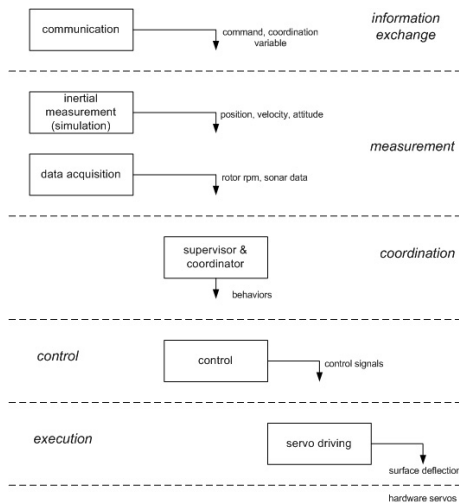 information
exchange
communication
command, coordination
variable
inertial
measurement
(simulation)
position, velocity, attitude
measurement
data acquisition
rotor rpm, sonar data
supervisor &
coordinator
coordination
behaviors
control
control
control signals
execution
servo driving
surface deflection
hardware servos